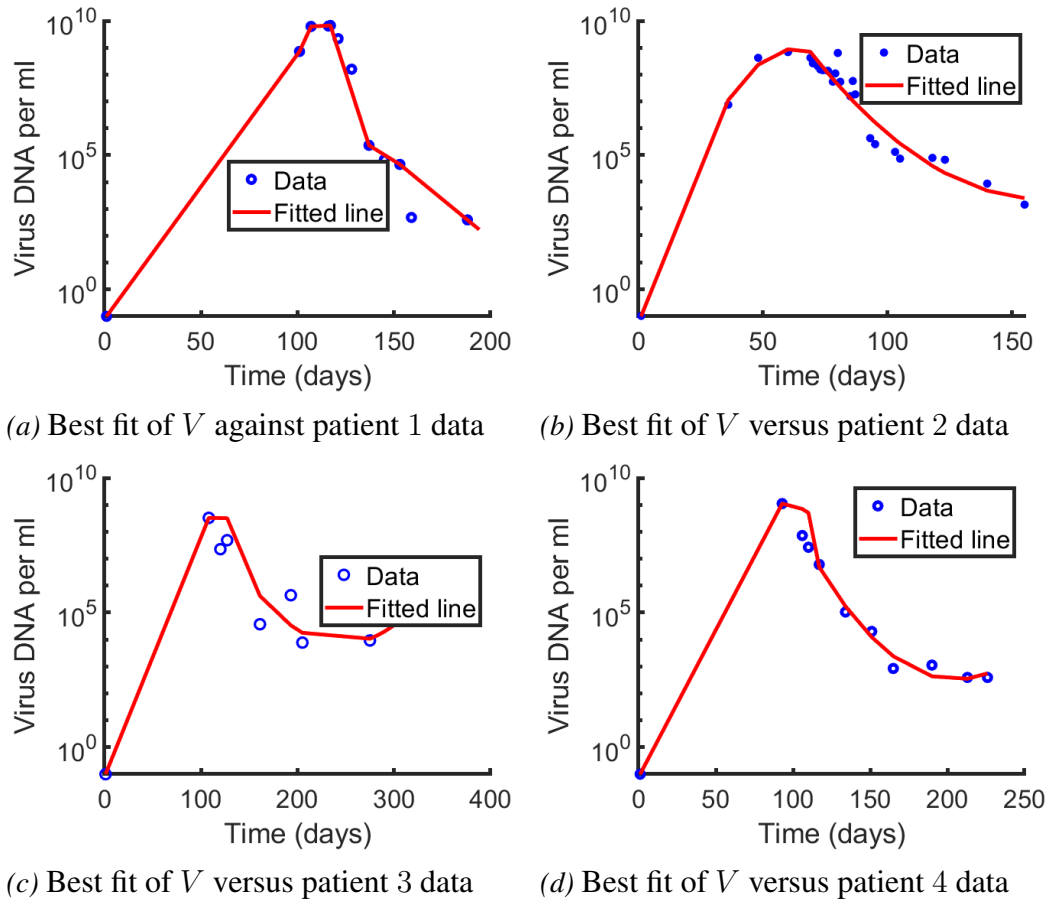 10^10
10^5
10^0
Virus DNA per ml
Data
Fitted line
0 100 200
Time (days)
(a) Best fit of V against patient 1 data
10^10
10^5
10^0
Virus DNA per ml
Data
Fitted line
0 50 100 150
Time (days)
(b) Best fit of V versus patient 2 data
10^10
10^5
10^0
Virus DNA per ml
Data
Fitted line
0 100 200 300 400
Time (days)
(c) Best fit of V versus patient 3 data
10^10
10^5
10^0
Virus DNA per ml
Data
Fitted line
0 50 100 150 200 250
Time (days)
(d) Best fit of V versus patient 4 data